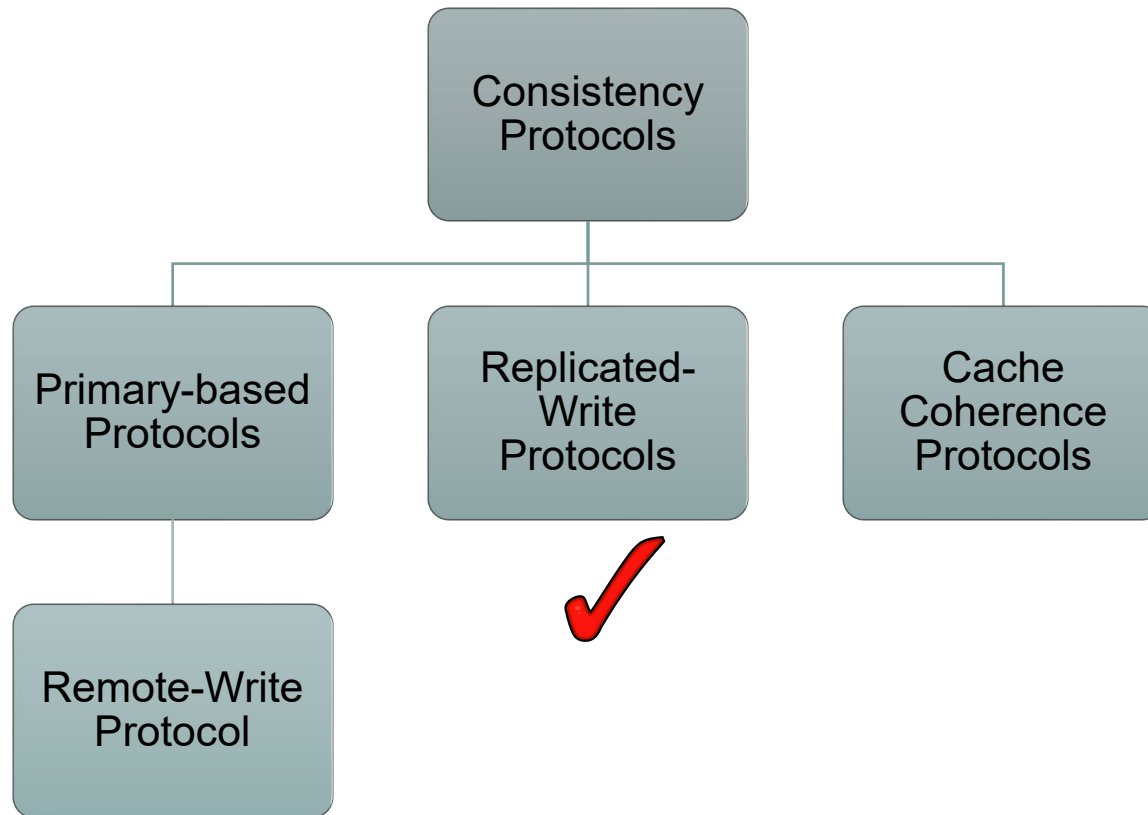 Consistency
Protocols
Primary-based
Protocols
Replicated-
Write
Protocols
Cache
Coherence
Protocols
Remote-Write
Protocol